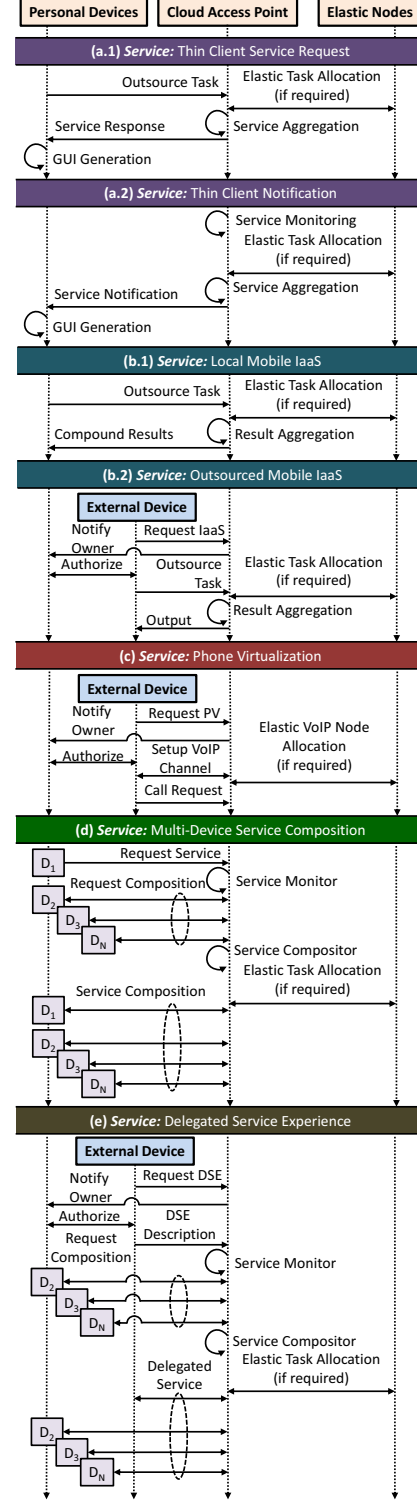 Personal Devices
Cloud Access Point
Elastic Nodes
(a.1) Service: Thin Client Service Request
Outsource Task
Elastic Task Allocation
(if required)
Service Response
Service Aggregation
GUI Generation
(a.2) Service: Thin Client Notification
Service Monitoring
Elastic Task Allocation
(if required)
Service Notification
Service Aggregation
GUI Generation
(b.1) Service: Local Mobile IaaS
Outsource Task
Elastic Task Allocation
(if required)
Compound Results
Result Aggregation
(b.2) Service: Outsourced Mobile IaaS
External Device
Notify
Owner
Request IaaS
Authorize
Outsource
Task
Elastic Task Allocation
(if required)
Result Aggregation
Output
(c) Service: Phone Virtualization
External Device
Notify
Owner
Request PV
Authorize
Setup VoIP
Channel
Elastic VoIP Node
Allocation
(if required)
Call Request
(d) Service: Multi-Device Service Composition
Request Service
D1
Request Composition
Service Monitor
D2
D3
DN
Service Compositor
Elastic Task Allocation
(if required)
Service Composition
D1
D2
D3
DN
(e) Service: Delegated Service Experience
External Device
Request DSE
Notify
Owner
Authorize
DSE
Description
Request
Composition
Service Monitor
D2
D3
DN
Service Compositor
Elastic Task Allocation
(if required)
Delegated
Service
D2
D3
DN